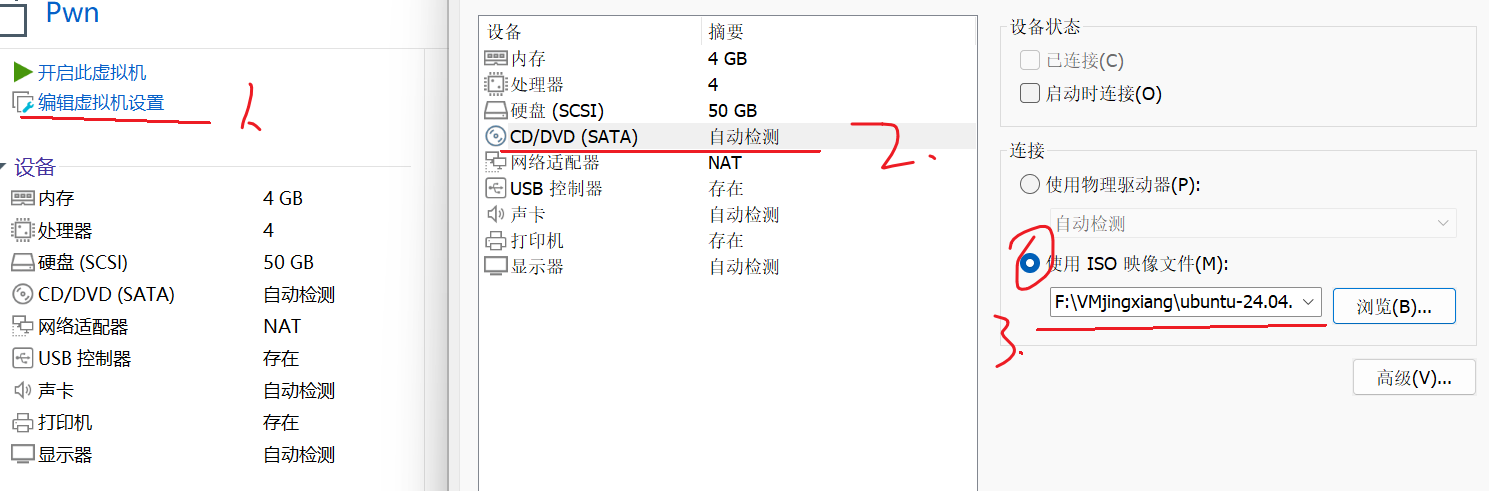 Pwn
开启此虚拟机
编辑虚拟机设置
1.
设备
内存 4 GB
处理器 4
硬盘 (SCSI) 50 GB
CD/DVD (SATA) 自动检测
网络适配器 NAT
USB 控制器 存在
声卡 自动检测
打印机 存在
显示器 自动检测
设备 摘要
内存 4 GB
处理器 4
硬盘 (SCSI) 50 GB
CD/DVD (SATA) 自动检测
2.
网络适配器 NAT
USB 控制器 存在
声卡 自动检测
打印机 存在
显示器 自动检测
设备状态
已连接(C)
启动时连接(O)
连接
使用物理驱动器(P):
自动检测
使用 ISO 映像文件(M):
F:\VMjingxiang\ubuntu-24.04.
浏览(B)...
3.
高级(V)...